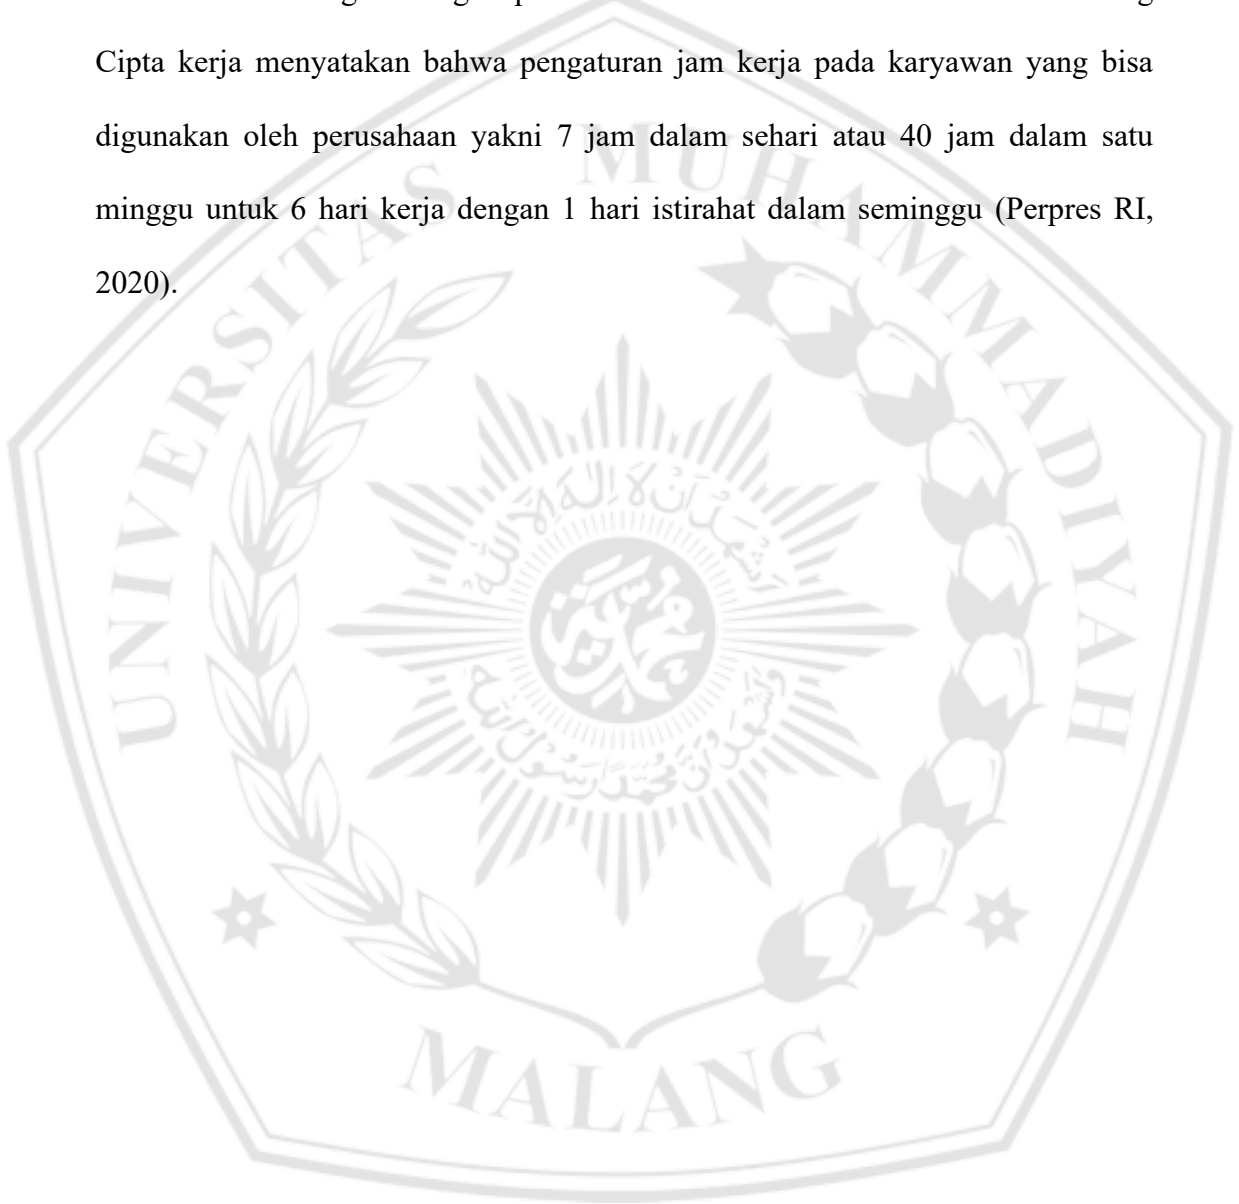 Cipta kerja menyatakan bahwa pengaturan jam kerja pada karyawan yang bisa
digunakan oleh perusahaan yakni 7 jam dalam sehari atau 40 jam dalam satu
minggu untuk 6 hari kerja dengan 1 hari istirahat dalam seminggu (Perpres RI,
2020).
UNIVERSITAS MUHAMMADIYAH
MALANG